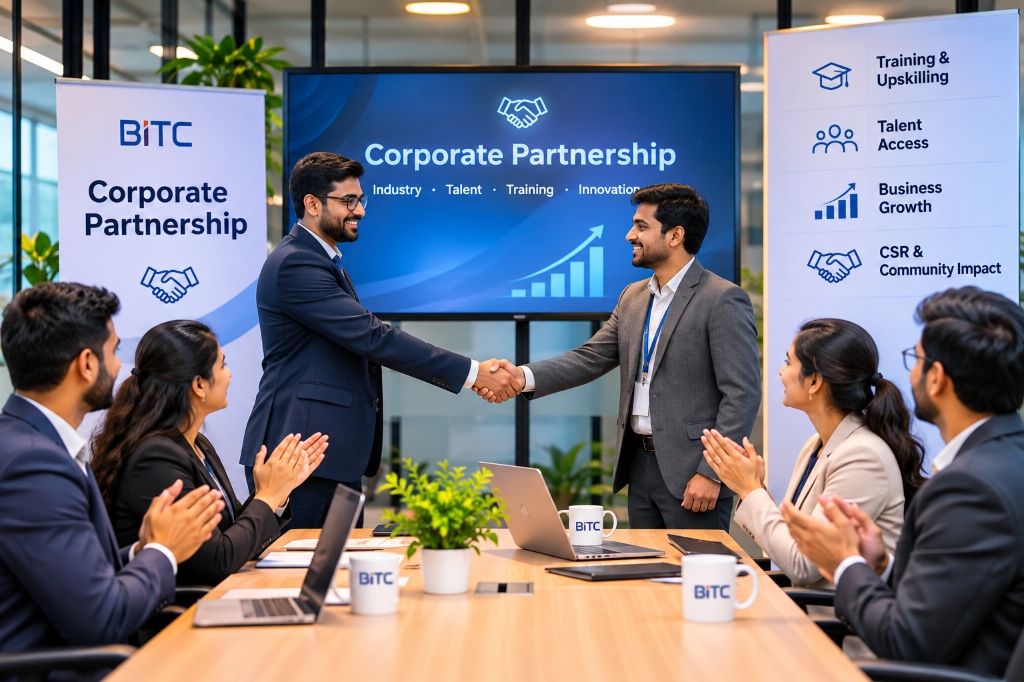 BiTC
Corporate
Partnership
Corporate Partnership
Industry · Talent · Training · Innovation
Training &
Upskilling
Talent
Access
Business
Growth
CSR &
Community Impact
BiTC
BiTC
BiTC